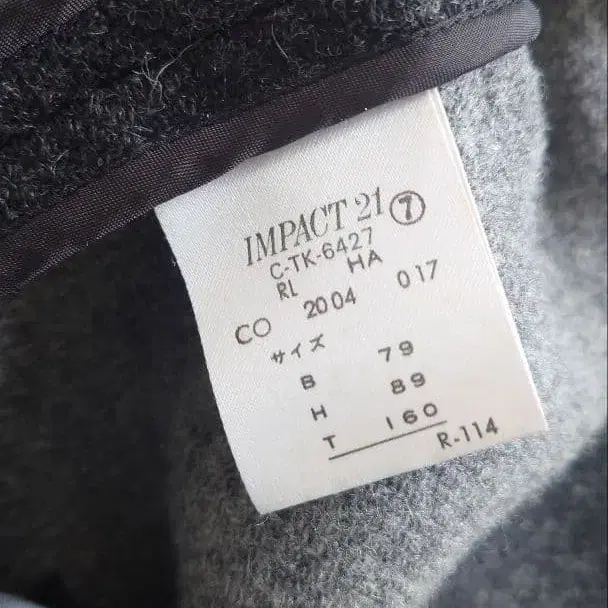 IMPACT 21 ⑦
C-TK-6427
RL HA
CO 2004 017
サイズ
B 79
H 89
T 160
R-114